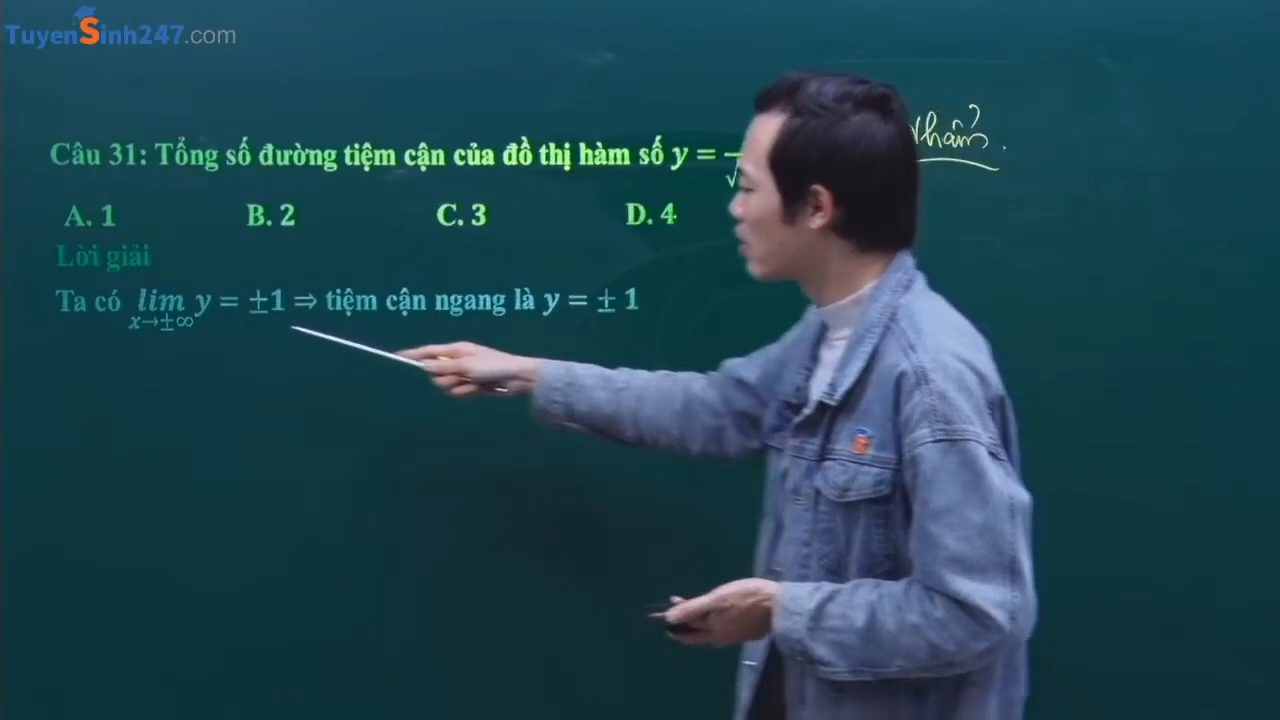 TuyenSinh247.com
Câu 31: Tổng số đường tiệm cận của đồ thị hàm số y =
A. 1 B. 2 C. 3 D. 4
Lời giải
Ta có lim y = ±1 ⇒ tiệm cận ngang là y = ± 1
x→±∞